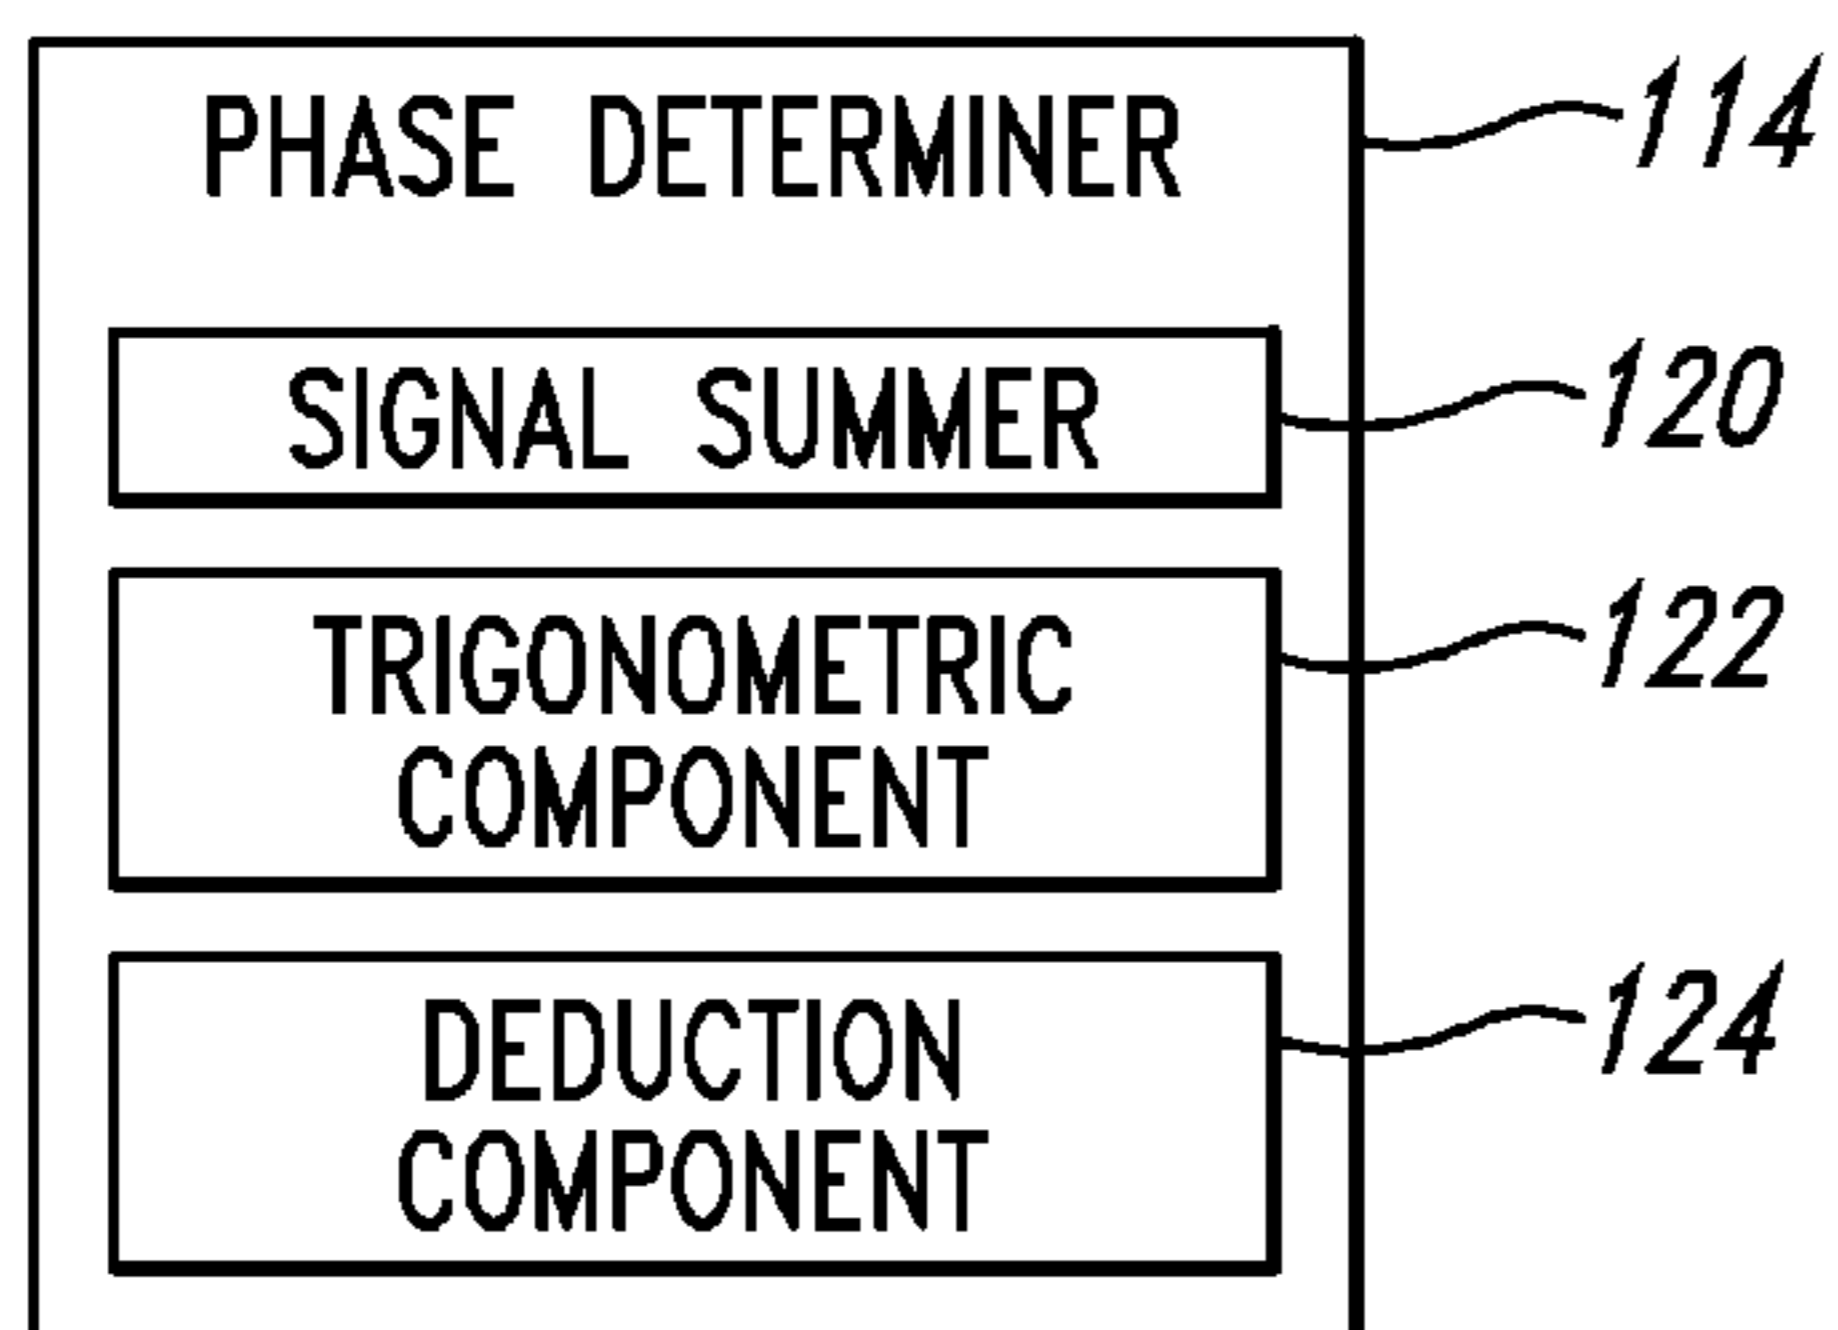 PHASE DETERMINER 114
SIGNAL SUMMER 120
TRIGONOMETRIC 122
COMPONENT
DEDUCTION 124
COMPONENT